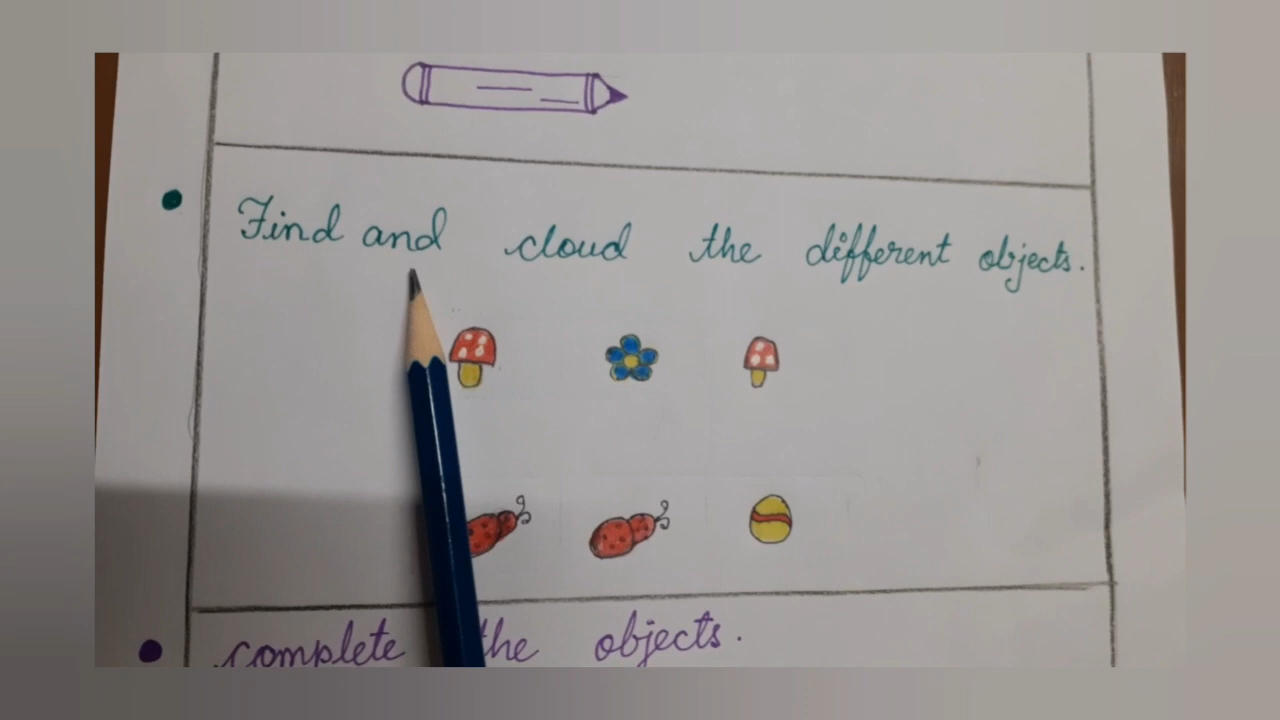 Find and cloud the different objects.
complete the objects.